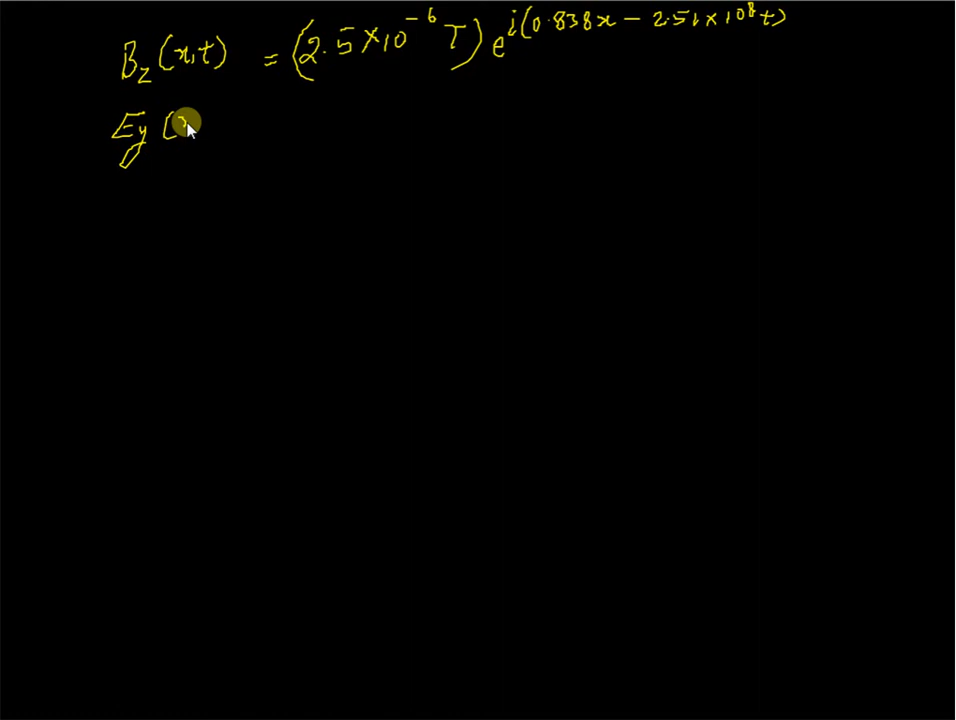 B_z(x,t) = (2.5×10^{-6} T) e^{i(0.838x − 2.51×10^8 t)}
E_y (